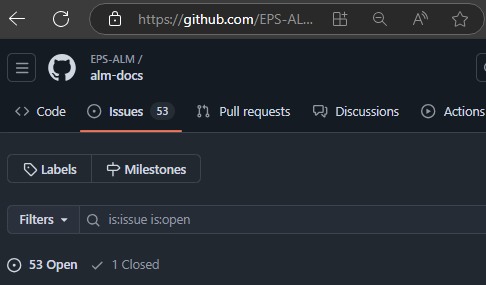 https://github.com/EPS-AL...
EPS-ALM /
alm-docs
Code Issues 53 Pull requests Discussions Actions
Labels Milestones
Filters is:issue is:open
53 Open 1 Closed